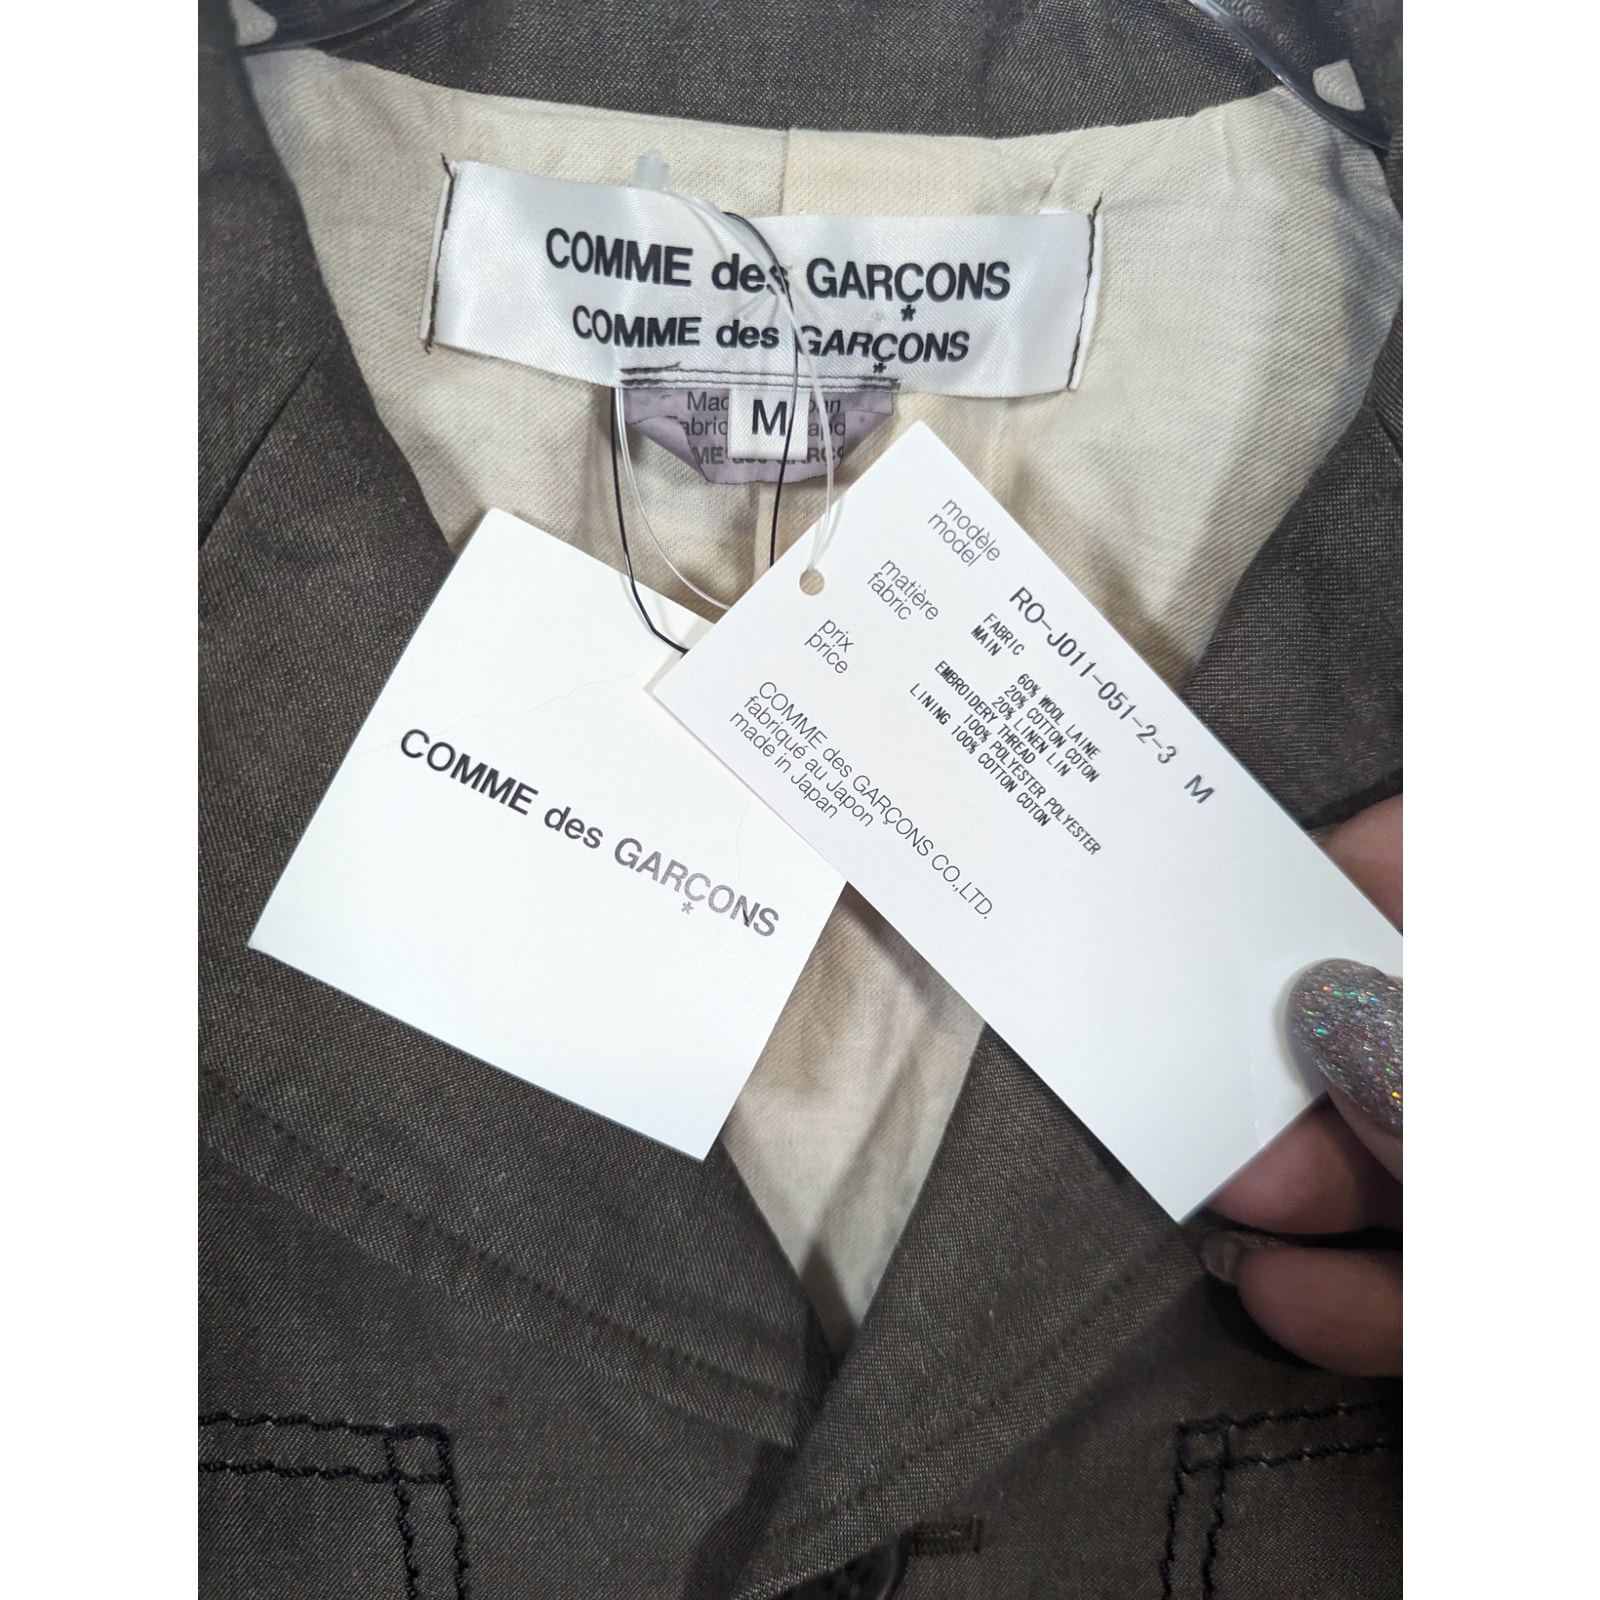 COMME des GARÇONS
COMME des GARÇONS
M
COMME des GARÇONS
modèle
model
RO-J011-051-2-3 M
matière
fabric
FABRIC
MAIN
60% WOOL LAINE
20% COTTON COTON
20% LINEN LIN
EMBROIDERY THREAD
100% POLYESTER POLYESTER
LINING 100% COTTON COTON
prix
price
COMME des GARÇONS CO.,LTD.
fabriqué au Japon
made in Japan